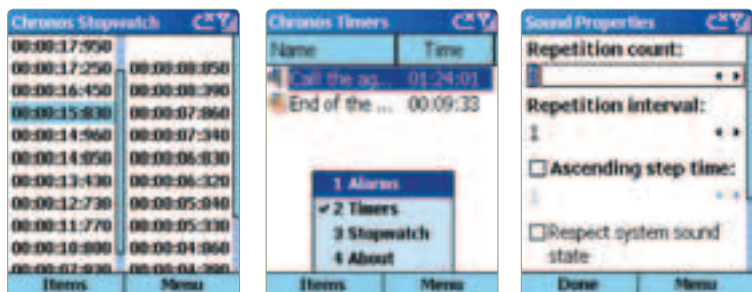 Chronos Stopwatch
00:00:17:950
00:00:17:250 00:00:08:850
00:00:16:450 00:00:08:390
00:00:15:830 00:00:07:860
00:00:14:960 00:00:07:340
00:00:14:050 00:00:06:830
00:00:13:430 00:00:06:320
00:00:12:730 00:00:05:840
00:00:11:770 00:00:05:330
00:00:10:800 00:00:04:860
Items Menu
Chronos Timers
Name Time
Call the ag... 01:24:01
End of the ... 00:09:33
1 Alarms
2 Timers
3 Stopwatch
4 About
Items Menu
Sound Properties
Repetition count:
Repetition interval:
1
Ascending step time:
1
Respect system sound
state
Done Menu